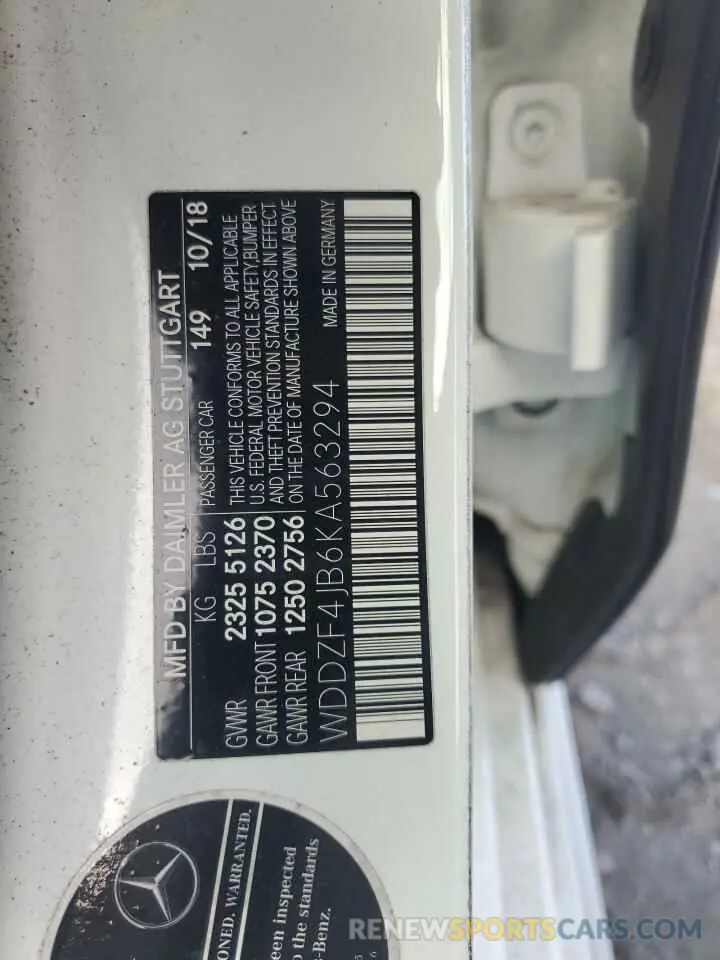 MFD BY DAIMLER AG STUTTGART
KG LBS PASSENGER CAR 149 10/18
GVWR 2325 5126 THIS VEHICLE CONFORMS TO ALL APPLICABLE
U.S. FEDERAL MOTOR VEHICLE SAFETY,BUMPER
GAWR FRONT 1075 2370 AND THEFT PREVENTION STANDARDS IN EFFECT
GAWR REAR 1250 2756 ON THE DATE OF MANUFACTURE SHOWN ABOVE
WDDZF4JB6KA563294 MADE IN GERMANY
ONED. WARRANTED.
een inspected
o the standards
-Benz.
RENEWSPORTSCARS.COM